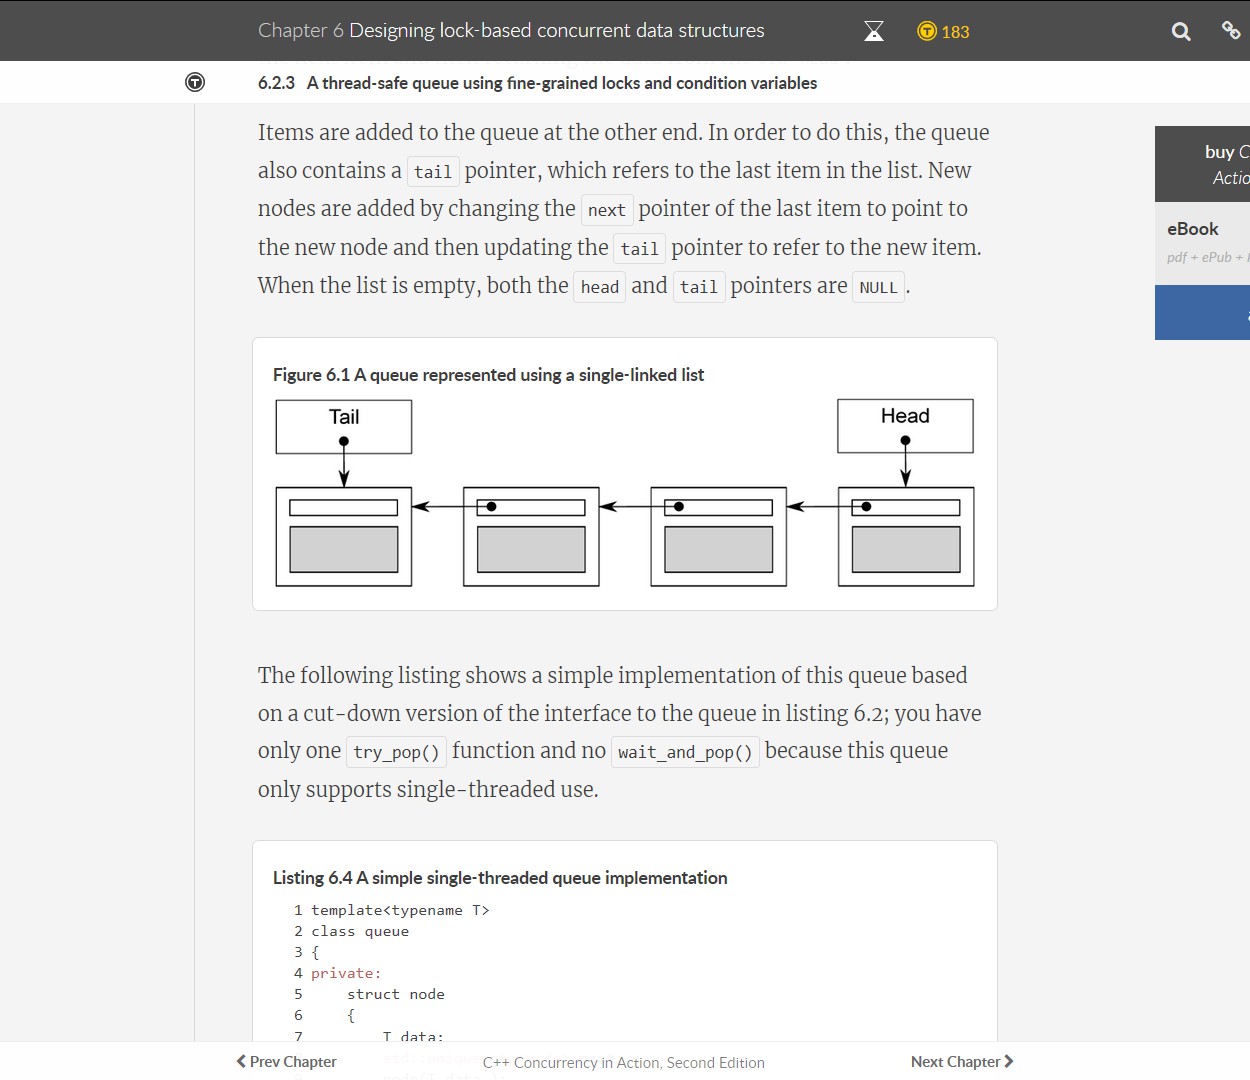 Chapter 6 Designing lock-based concurrent data structures
183
6.2.3 A thread-safe queue using fine-grained locks and condition variables
Items are added to the queue at the other end. In order to do this, the queue
also contains a tail pointer, which refers to the last item in the list. New
nodes are added by changing the next pointer of the last item to point to
the new node and then updating the tail pointer to refer to the new item.
When the list is empty, both the head and tail pointers are NULL.
buy
eBook
pdf + ePub +
Figure 6.1 A queue represented using a single-linked list
Tail
Head
The following listing shows a simple implementation of this queue based
on a cut-down version of the interface to the queue in listing 6.2; you have
only one try_pop() function and no wait_and_pop() because this queue
only supports single-threaded use.
Listing 6.4 A simple single-threaded queue implementation
1 template<typename T>
2 class queue
3 {
4 private:
5 struct node
6 {
7 T data;
Prev Chapter
C++ Concurrency in Action, Second Edition
Next Chapter